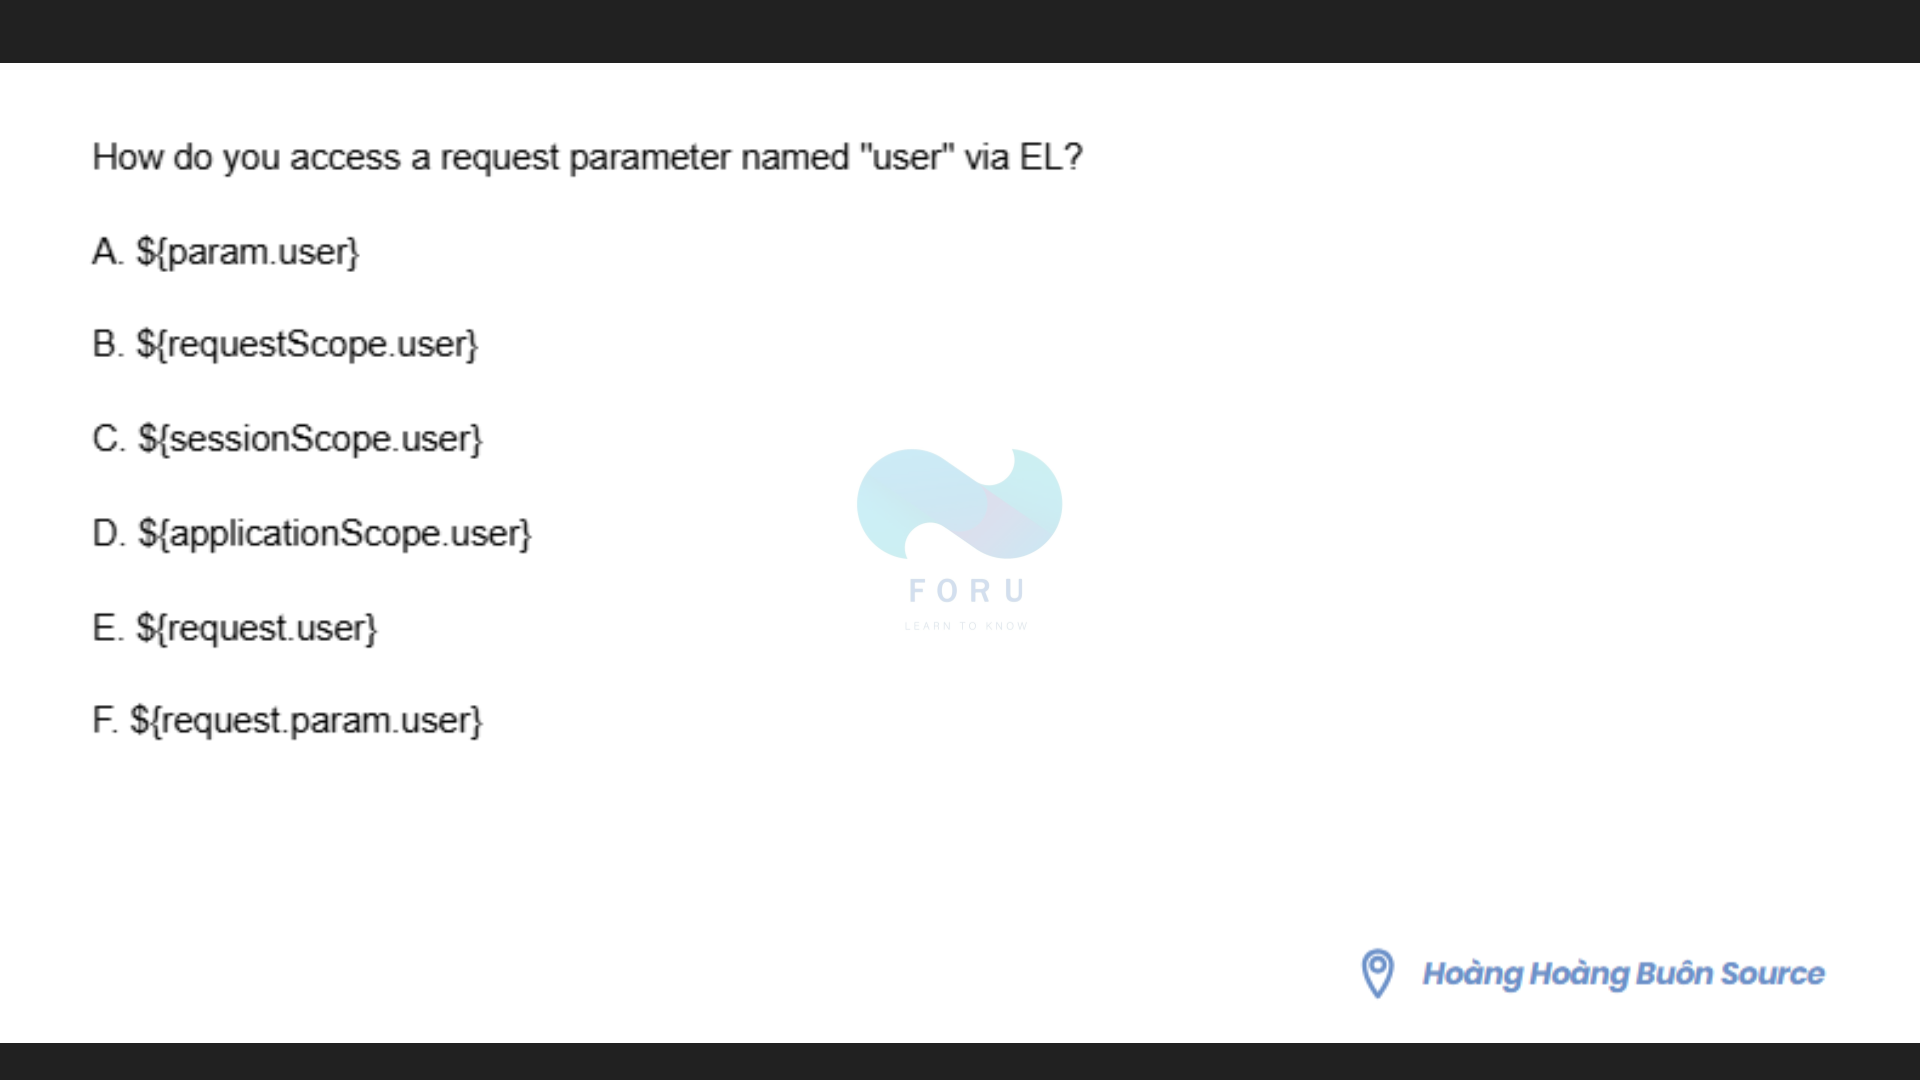 How do you access a request parameter named "user" via EL?
A. ${param.user}
B. ${requestScope.user}
C. ${sessionScope.user}
D. ${applicationScope.user}
E. ${request.user}
F. ${request.param.user}
FORU
LEARN TO KNOW
Hoàng Hoàng Buôn Source